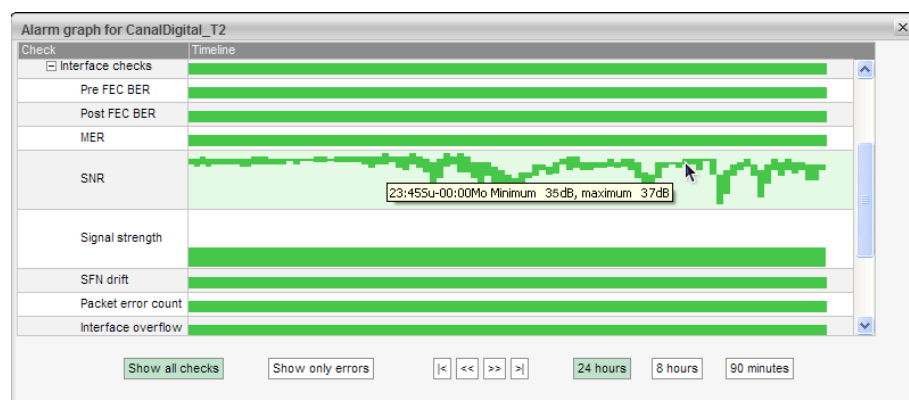 Alarm graph for CanalDigital_T2
Check Timeline
Interface checks
Pre FEC BER
Post FEC BER
MER
SNR
23:45Su-00:00Mo Minimum 35dB, maximum 37dB
Signal strength
SFN drift
Packet error count
Interface overflow
Show all checks Show only errors |< << >> >| 24 hours 8 hours 90 minutes